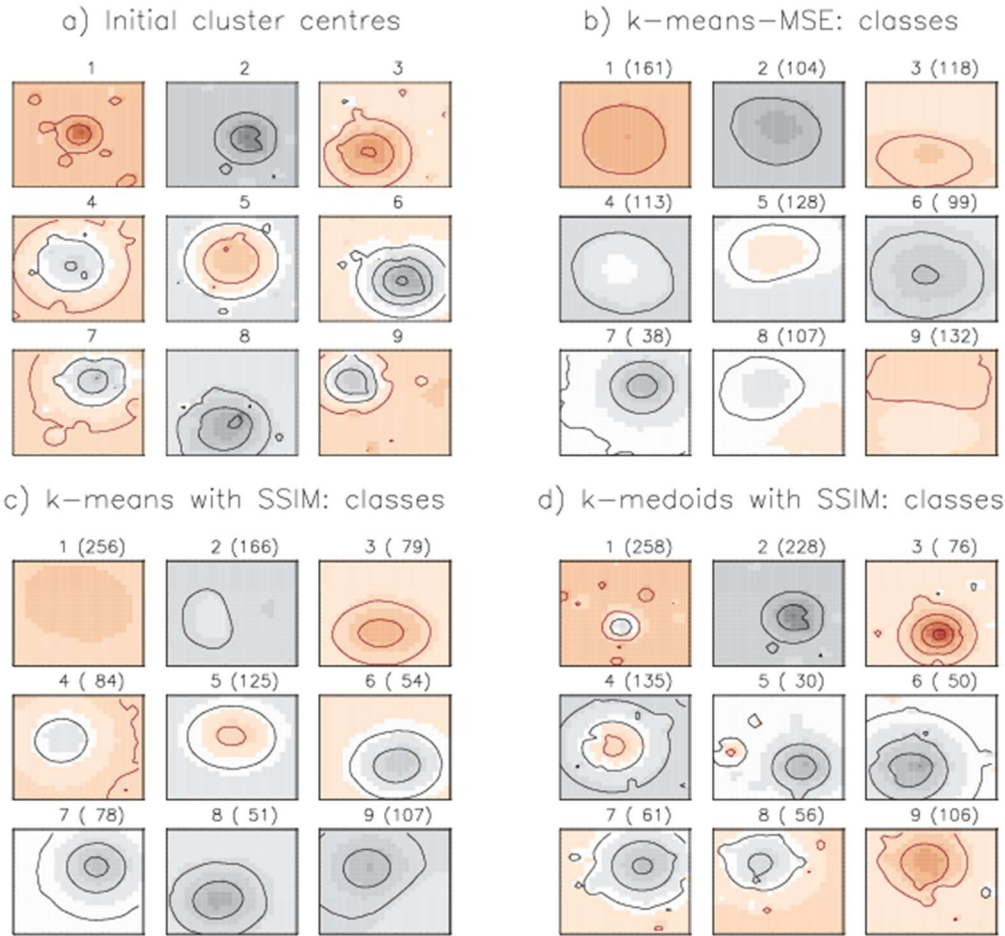 a) Initial cluster centres
1 2 3
4 5 6
7 8 9
b) k-means-MSE: classes
1 (161) 2 (104) 3 (118)
4 (113) 5 (128) 6 ( 99)
7 ( 38) 8 (107) 9 (132)
c) k-means with SSIM: classes
1 (256) 2 (166) 3 ( 79)
4 ( 84) 5 (125) 6 ( 54)
7 ( 78) 8 ( 51) 9 (107)
d) k-medoids with SSIM: classes
1 (258) 2 (228) 3 ( 76)
4 (135) 5 ( 30) 6 ( 50)
7 ( 61) 8 ( 56) 9 (106)